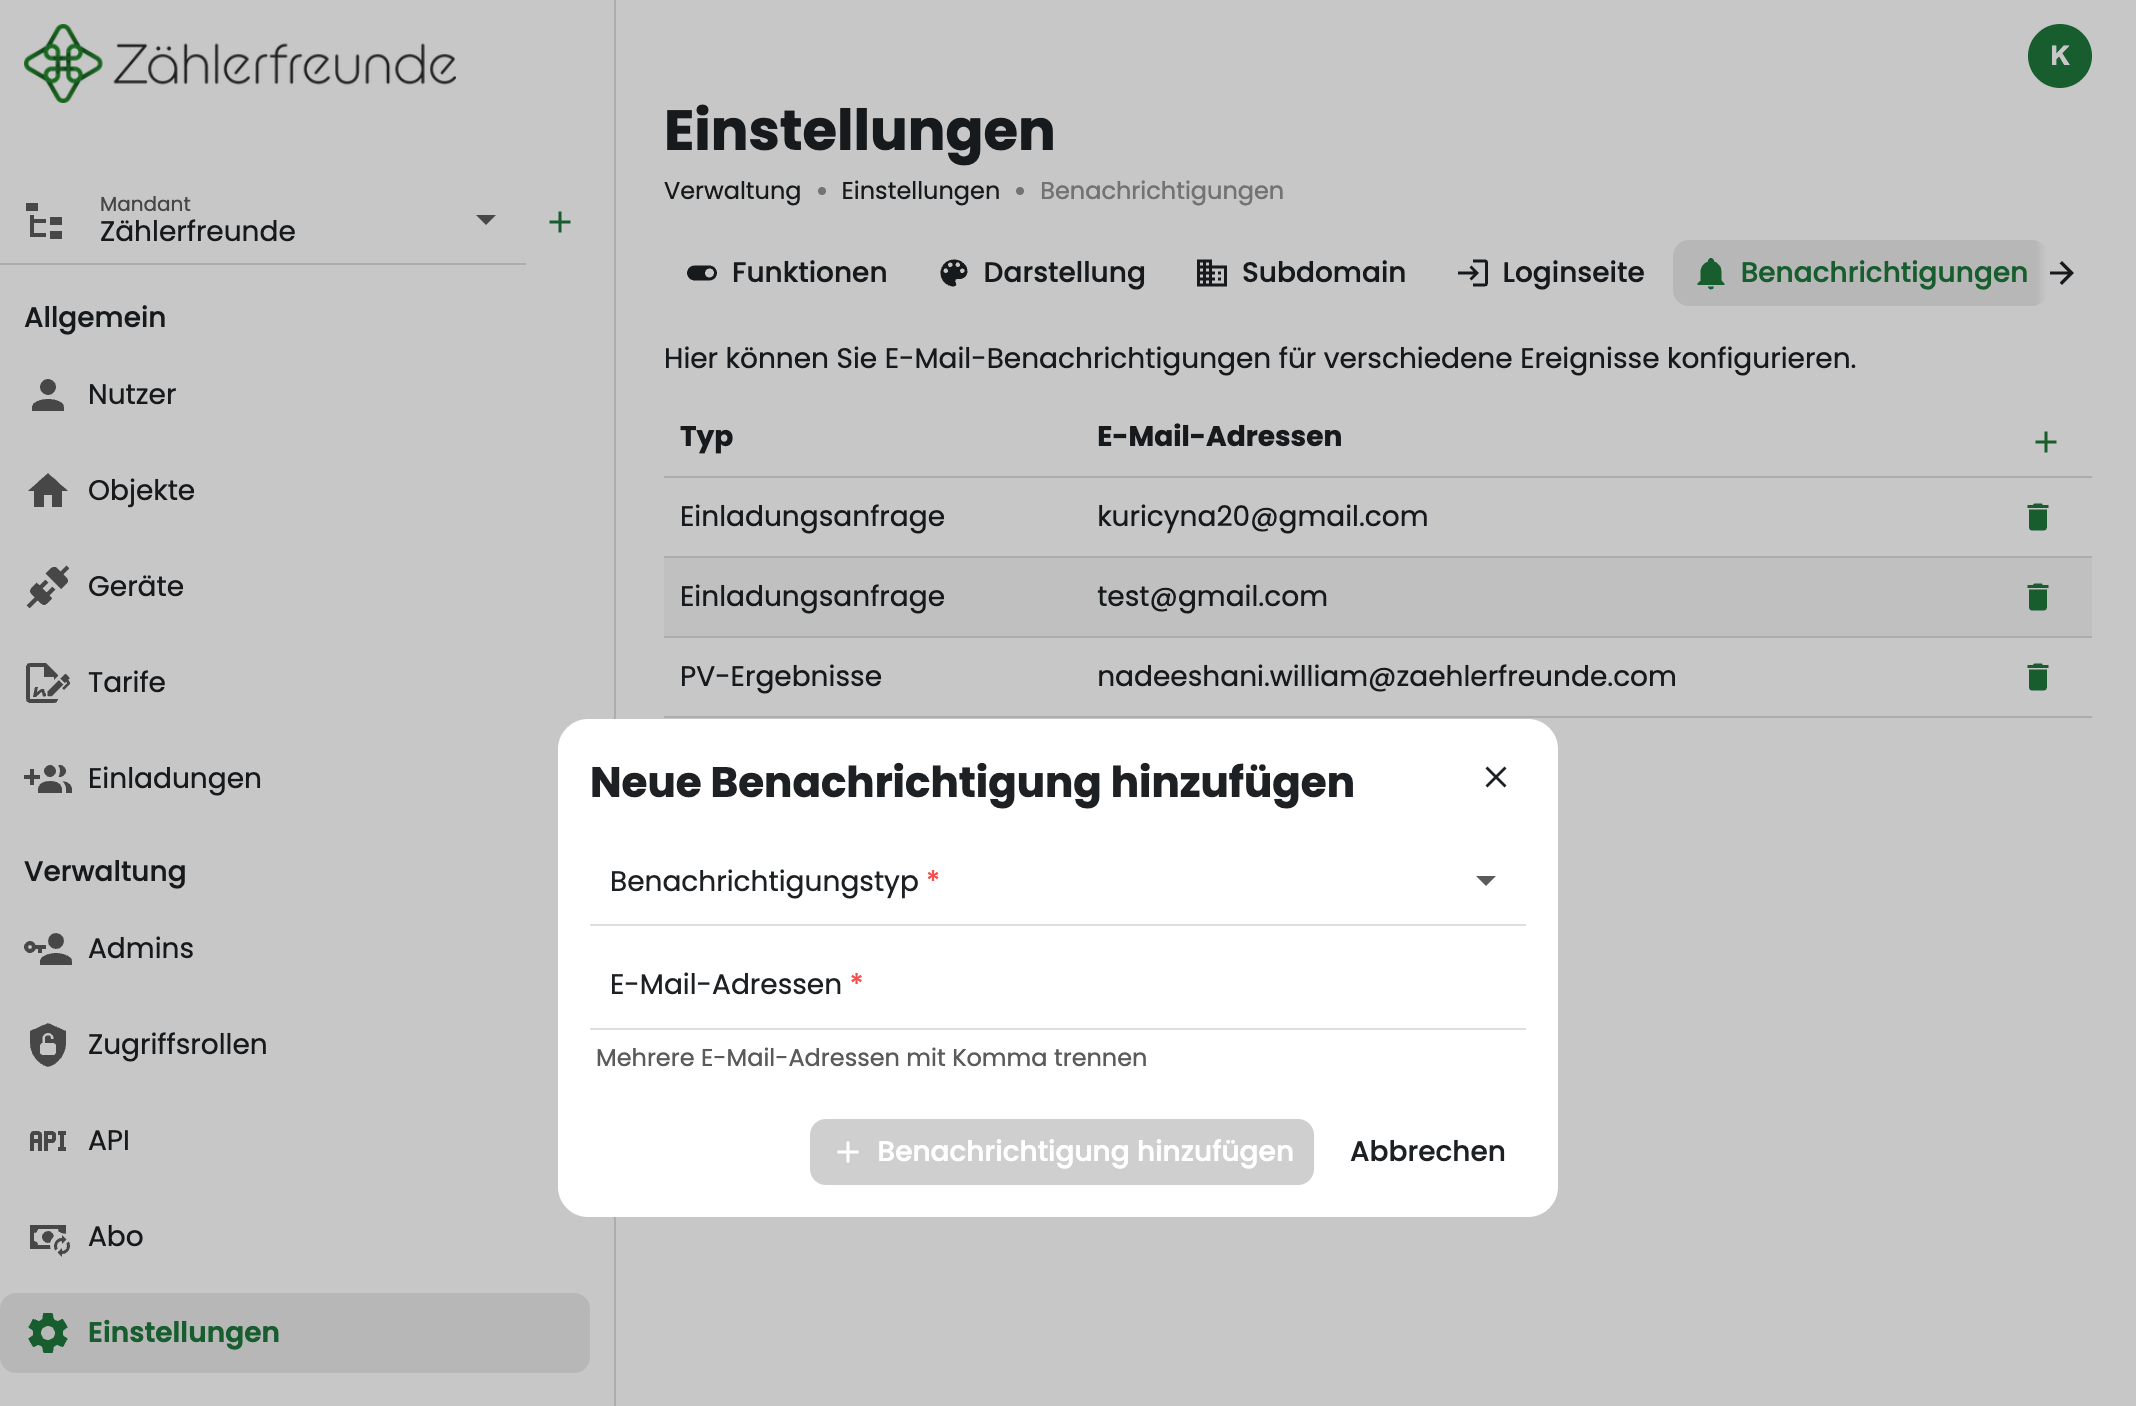 Zählerfreunde
Mandant
Zählerfreunde
Allgemein
Nutzer
Objekte
Geräte
Tarife
Einladungen
Verwaltung
Admins
Zugriffsrollen
API API
Abo
Einstellungen
K
Einstellungen
Verwaltung • Einstellungen • Benachrichtigungen
Funktionen Darstellung Subdomain Loginseite Benachrichtigungen
Hier können Sie E-Mail-Benachrichtigungen für verschiedene Ereignisse konfigurieren.
Typ E-Mail-Adressen
Einladungsanfrage kuricyna20@gmail.com
Einladungsanfrage test@gmail.com
PV-Ergebnisse nadeeshani.william@zaehlerfreunde.com
Neue Benachrichtigung hinzufügen
Benachrichtigungstyp *
E-Mail-Adressen *
Mehrere E-Mail-Adressen mit Komma trennen
+ Benachrichtigung hinzufügen Abbrechen